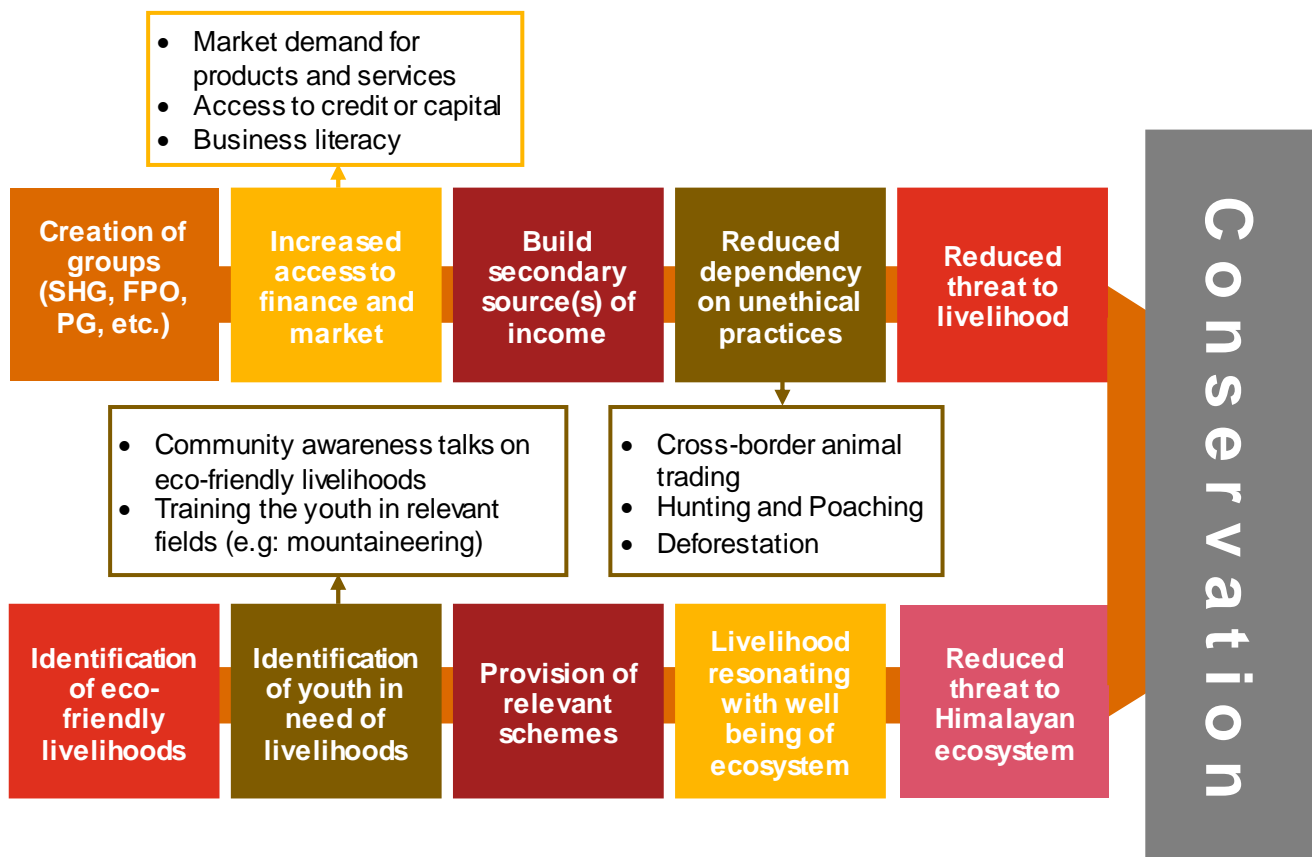 • Market demand for
products and services
• Access to credit or capital
• Business literacy
Creation of
groups
(SHG, FPO,
PG, etc.)
Increased
access to
finance and
market
Build
secondary
source(s) of
income
Reduced
dependency
on unethical
practices
Reduced
threat to
livelihood
• Community awareness talks on
eco-friendly livelihoods
• Training the youth in relevant
fields (e.g: mountaineering)
• Cross-border animal
trading
• Hunting and Poaching
• Deforestation
Identification
of eco-
friendly
livelihoods
Identification
of youth in
need of
livelihoods
Provision of
relevant
schemes
Livelihood
resonating
with well
being of
ecosystem
Reduced
threat to
Himalayan
ecosystem
Conservation